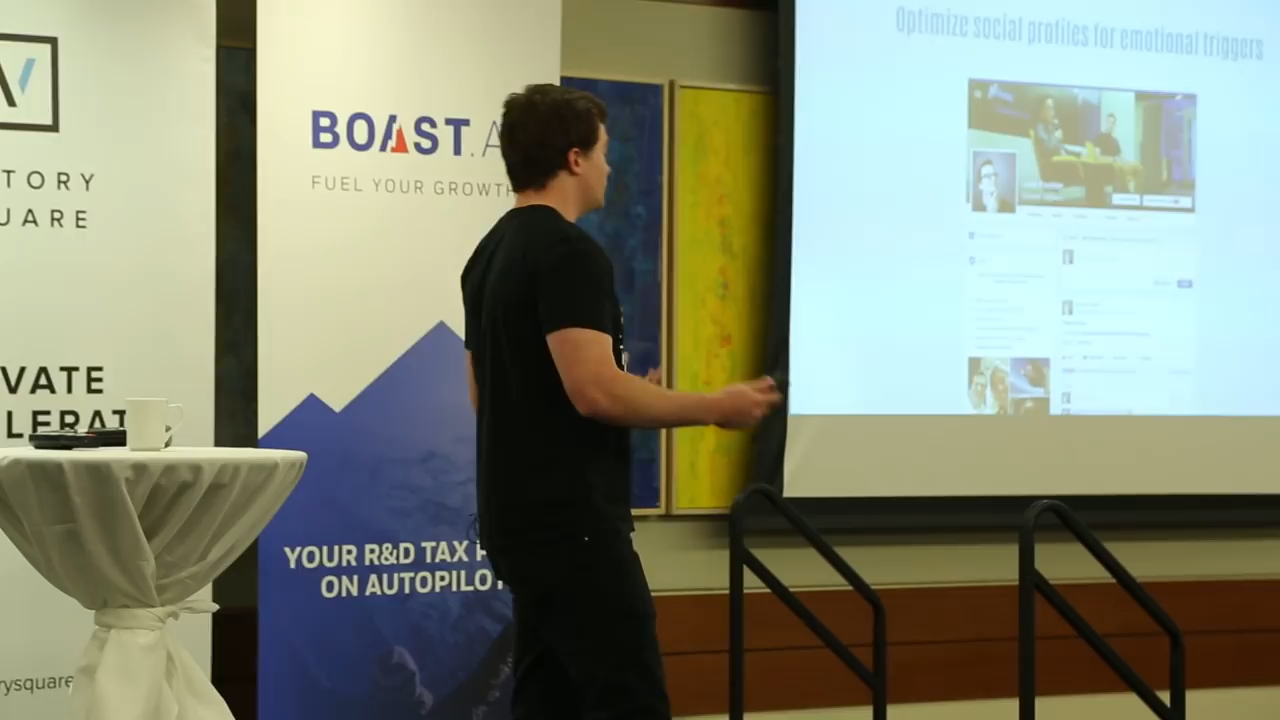 TORY
UARE
VATE
LERAT
rysquare
BOAST.A
FUEL YOUR GROWTH
YOUR R&D TAX
ON AUTOPILOT
Optimize social profiles for emotional triggers